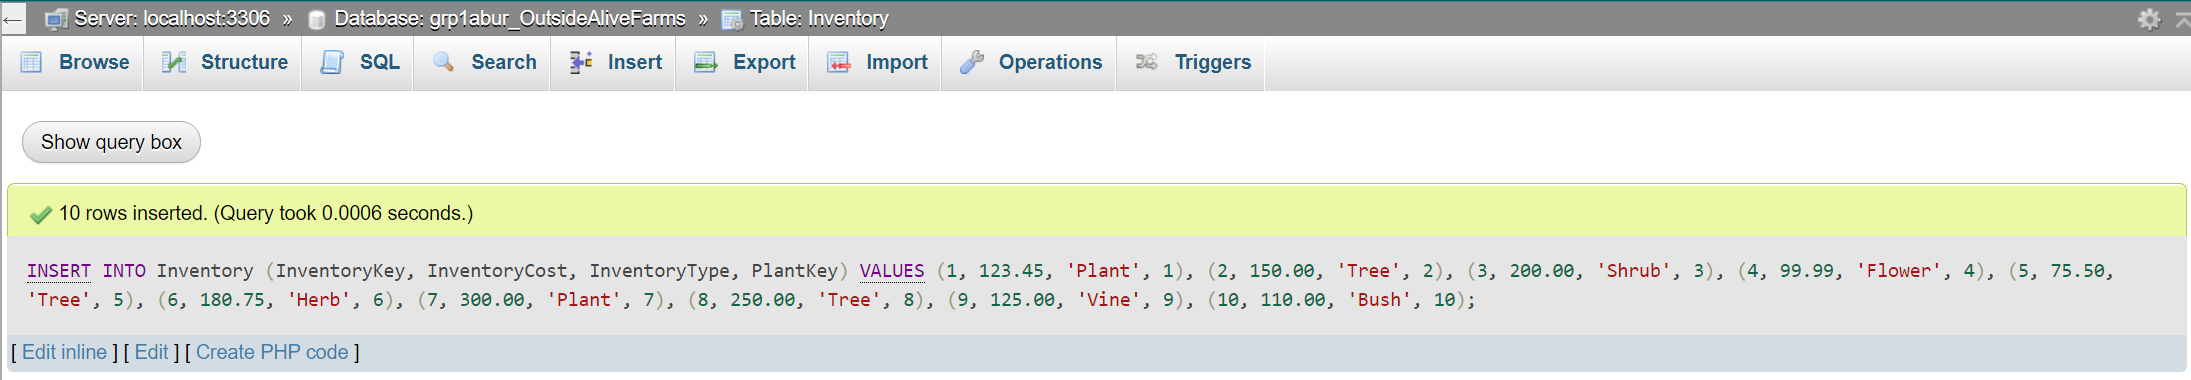 Server: localhost:3306 » Database: grp1abur_OutsideAliveFarms » Table: Inventory
Browse Structure SQL Search Insert Export Import Operations Triggers
Show query box
10 rows inserted. (Query took 0.0006 seconds.)
INSERT INTO Inventory (InventoryKey, InventoryCost, InventoryType, PlantKey) VALUES (1, 123.45, 'Plant', 1), (2, 150.00, 'Tree', 2), (3, 200.00, 'Shrub', 3), (4, 99.99, 'Flower', 4), (5, 75.50,
'Tree', 5), (6, 180.75, 'Herb', 6), (7, 300.00, 'Plant', 7), (8, 250.00, 'Tree', 8), (9, 125.00, 'Vine', 9), (10, 110.00, 'Bush', 10);
[ Edit inline ] [ Edit ] [ Create PHP code ]